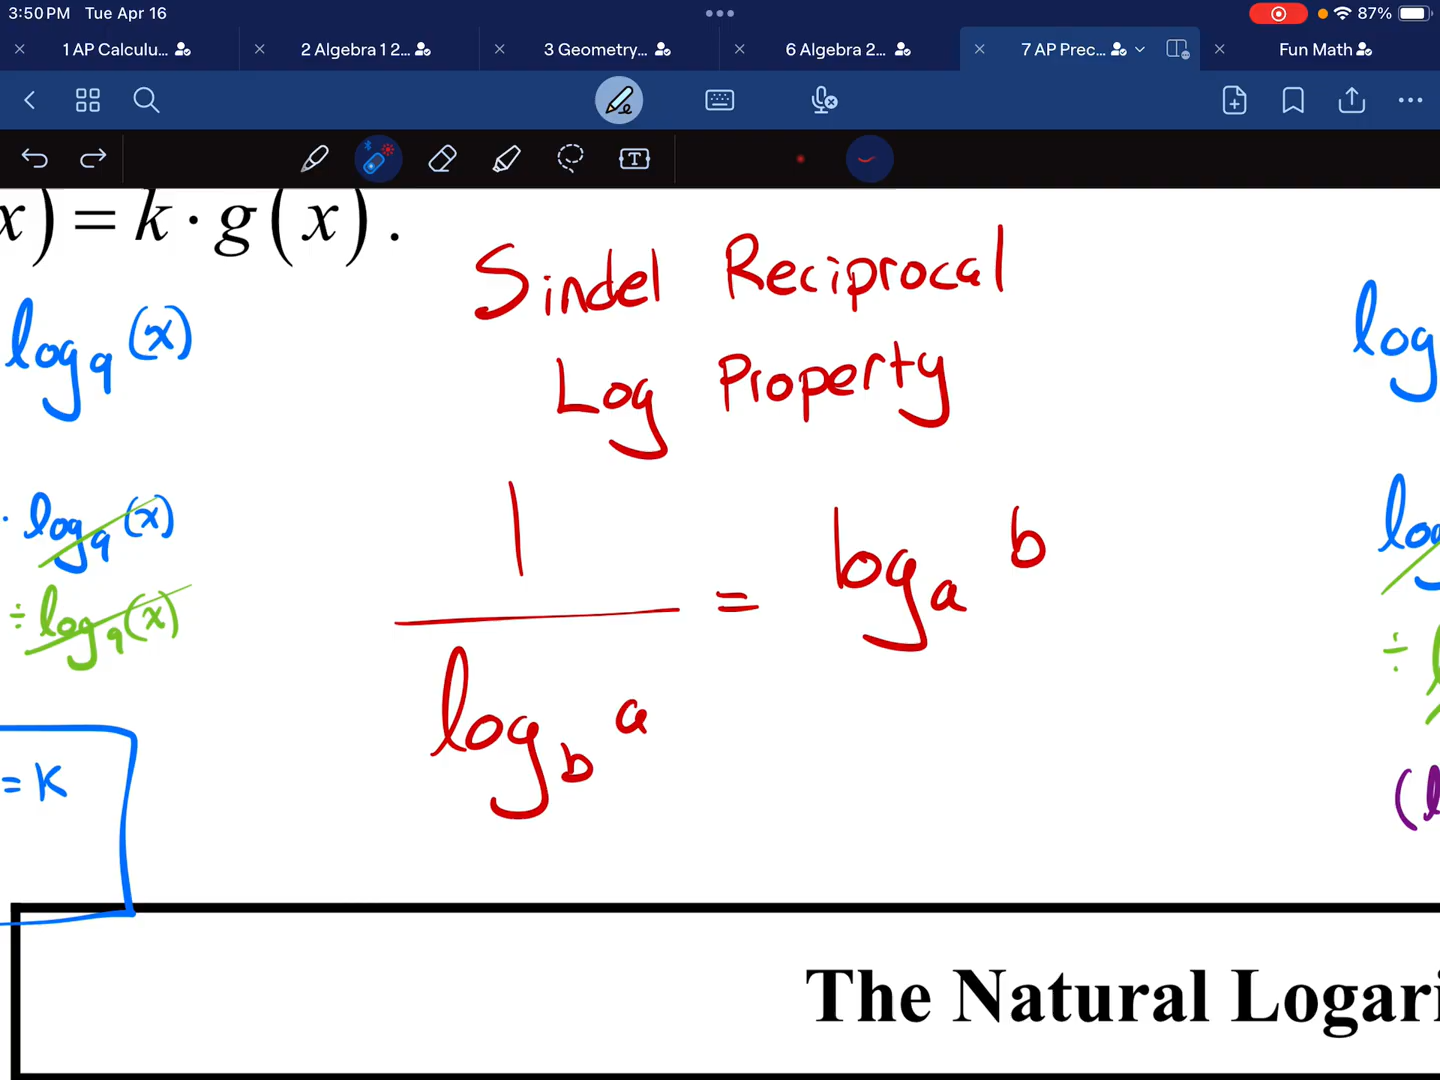 3:50 PM Tue Apr 16 87%
1 AP Calculu... 2 Algebra 1 2... 3 Geometry... 6 Algebra 2... 7 AP Prec... Fun Math
x) = k · g(x).
Sindel Reciprocal
Log Property
log₉(x)
log
· log₉(x)
÷ log₉(x)
1
log_b a
= log_a b
log
÷
= K
(l
The Natural Logari